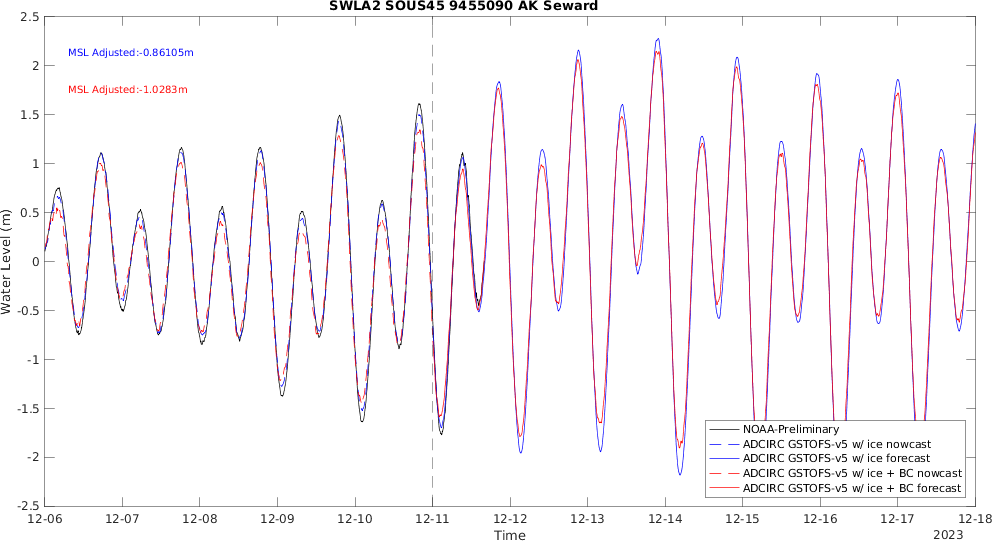 SWLA2 SOUS45 9455090 AK Seward
MSL Adjusted:-0.86105m
MSL Adjusted:-1.0283m
Water Level (m)
2.5
2
1.5
1
0.5
0
-0.5
-1
-1.5
-2
-2.5
NOAA-Preliminary
ADCIRC GSTOFS-v5 w/ ice nowcast
ADCIRC GSTOFS-v5 w/ ice forecast
ADCIRC GSTOFS-v5 w/ ice + BC nowcast
ADCIRC GSTOFS-v5 w/ ice + BC forecast
12-06 12-07 12-08 12-09 12-10 12-11 12-12 12-13 12-14 12-15 12-16 12-17 12-18
Time
2023